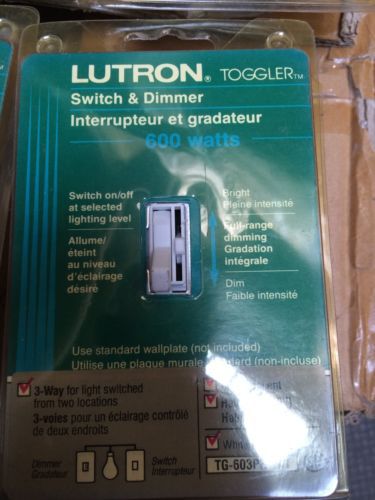 LUTRON® TOGGLER™
Switch & Dimmer
Interrupteur et gradateur
600 watts
Switch on/off
at selected
lighting level
Allume/
éteint
au niveau
d'éclairage
désiré
Bright
Pleine intensité
Full-range
dimming
Gradation
intégrale
Dim
Faible intensité
Use standard wallplate (not included)
Utilise une plaque murale standard (non-incluse)
3-Way for light switched
from two locations
3-voies pour un éclairage contrôlé
de deux endroits
Dimmer
Gradateur
Switch
Interrupteur
TG-603P